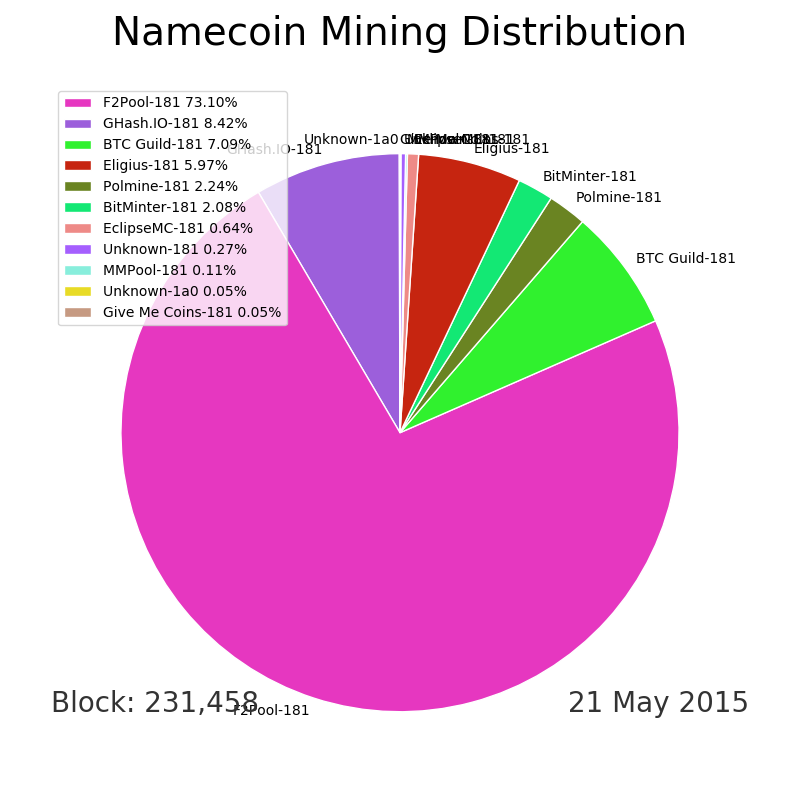 Namecoin Mining Distribution
F2Pool-181 73.10%
GHash.IO-181 8.42%
BTC Guild-181 7.09%
Eligius-181 5.97%
Polmine-181 2.24%
BitMinter-181 2.08%
EclipseMC-181 0.64%
Unknown-181 0.27%
MMPool-181 0.11%
Unknown-1a0 0.05%
Give Me Coins-181 0.05%
Unknown-1a0
GHash.IO-181
Eligius-181
BitMinter-181
Polmine-181
BTC Guild-181
F2Pool-181
Block: 231,458
21 May 2015